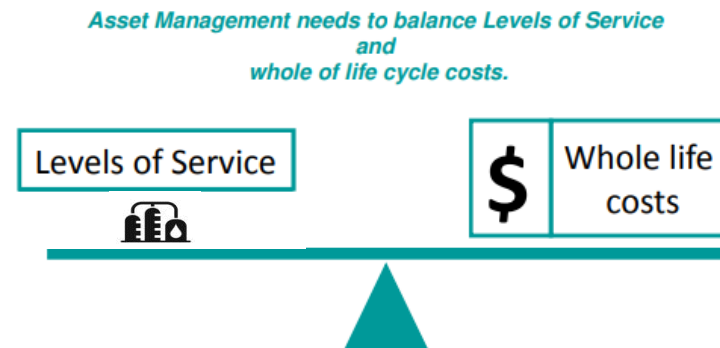 Asset Management needs to balance Levels of Service
and
whole of life cycle costs.
Levels of Service
$
Whole life
costs